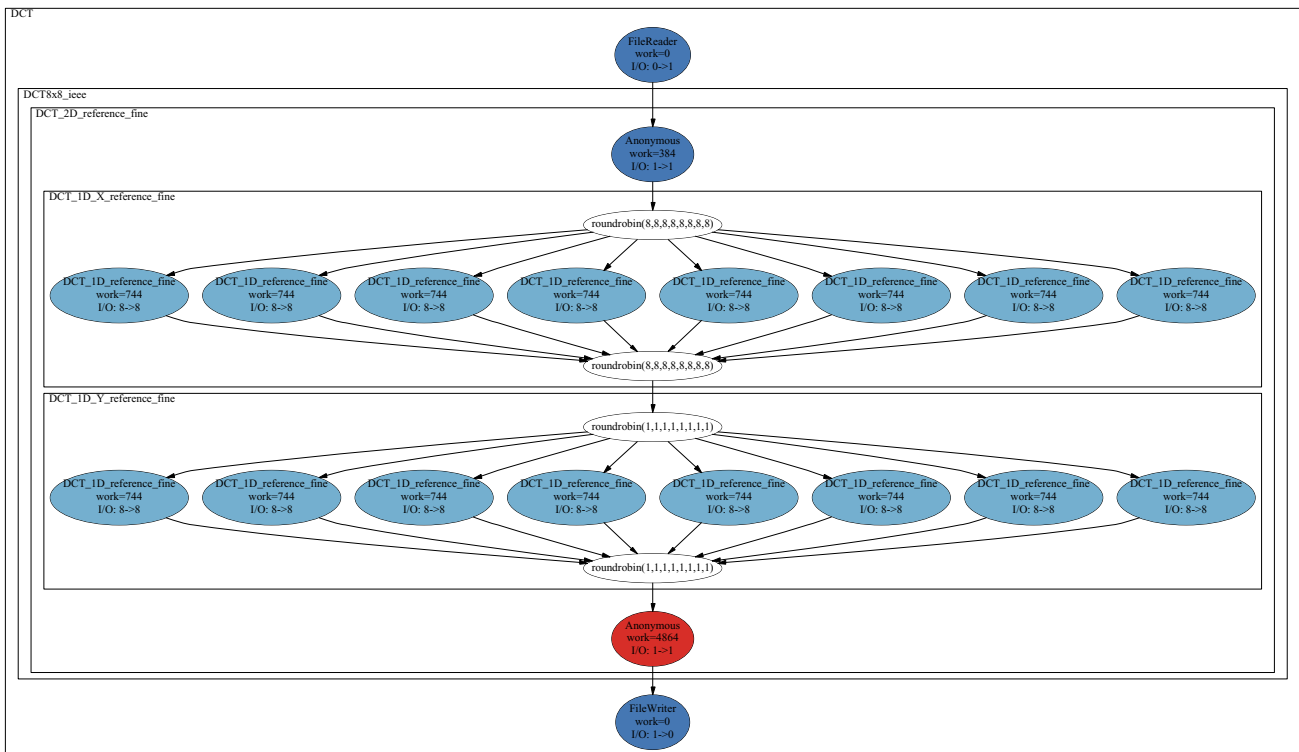 DCT
FileReader
work=0
I/O: 0->1
DCT8x8_ieee
DCT_2D_reference_fine
Anonymous
work=384
I/O: 1->1
DCT_1D_X_reference_fine
roundrobin(8,8,8,8,8,8,8,8)
DCT_1D_reference_fine
work=744
I/O: 8->8
DCT_1D_reference_fine
work=744
I/O: 8->8
DCT_1D_reference_fine
work=744
I/O: 8->8
DCT_1D_reference_fine
work=744
I/O: 8->8
DCT_1D_reference_fine
work=744
I/O: 8->8
DCT_1D_reference_fine
work=744
I/O: 8->8
DCT_1D_reference_fine
work=744
I/O: 8->8
DCT_1D_reference_fine
work=744
I/O: 8->8
roundrobin(8,8,8,8,8,8,8,8)
DCT_1D_Y_reference_fine
roundrobin(1,1,1,1,1,1,1,1)
DCT_1D_reference_fine
work=744
I/O: 8->8
DCT_1D_reference_fine
work=744
I/O: 8->8
DCT_1D_reference_fine
work=744
I/O: 8->8
DCT_1D_reference_fine
work=744
I/O: 8->8
DCT_1D_reference_fine
work=744
I/O: 8->8
DCT_1D_reference_fine
work=744
I/O: 8->8
DCT_1D_reference_fine
work=744
I/O: 8->8
DCT_1D_reference_fine
work=744
I/O: 8->8
roundrobin(1,1,1,1,1,1,1,1)
Anonymous
work=4864
I/O: 1->1
FileWriter
work=0
I/O: 1->0